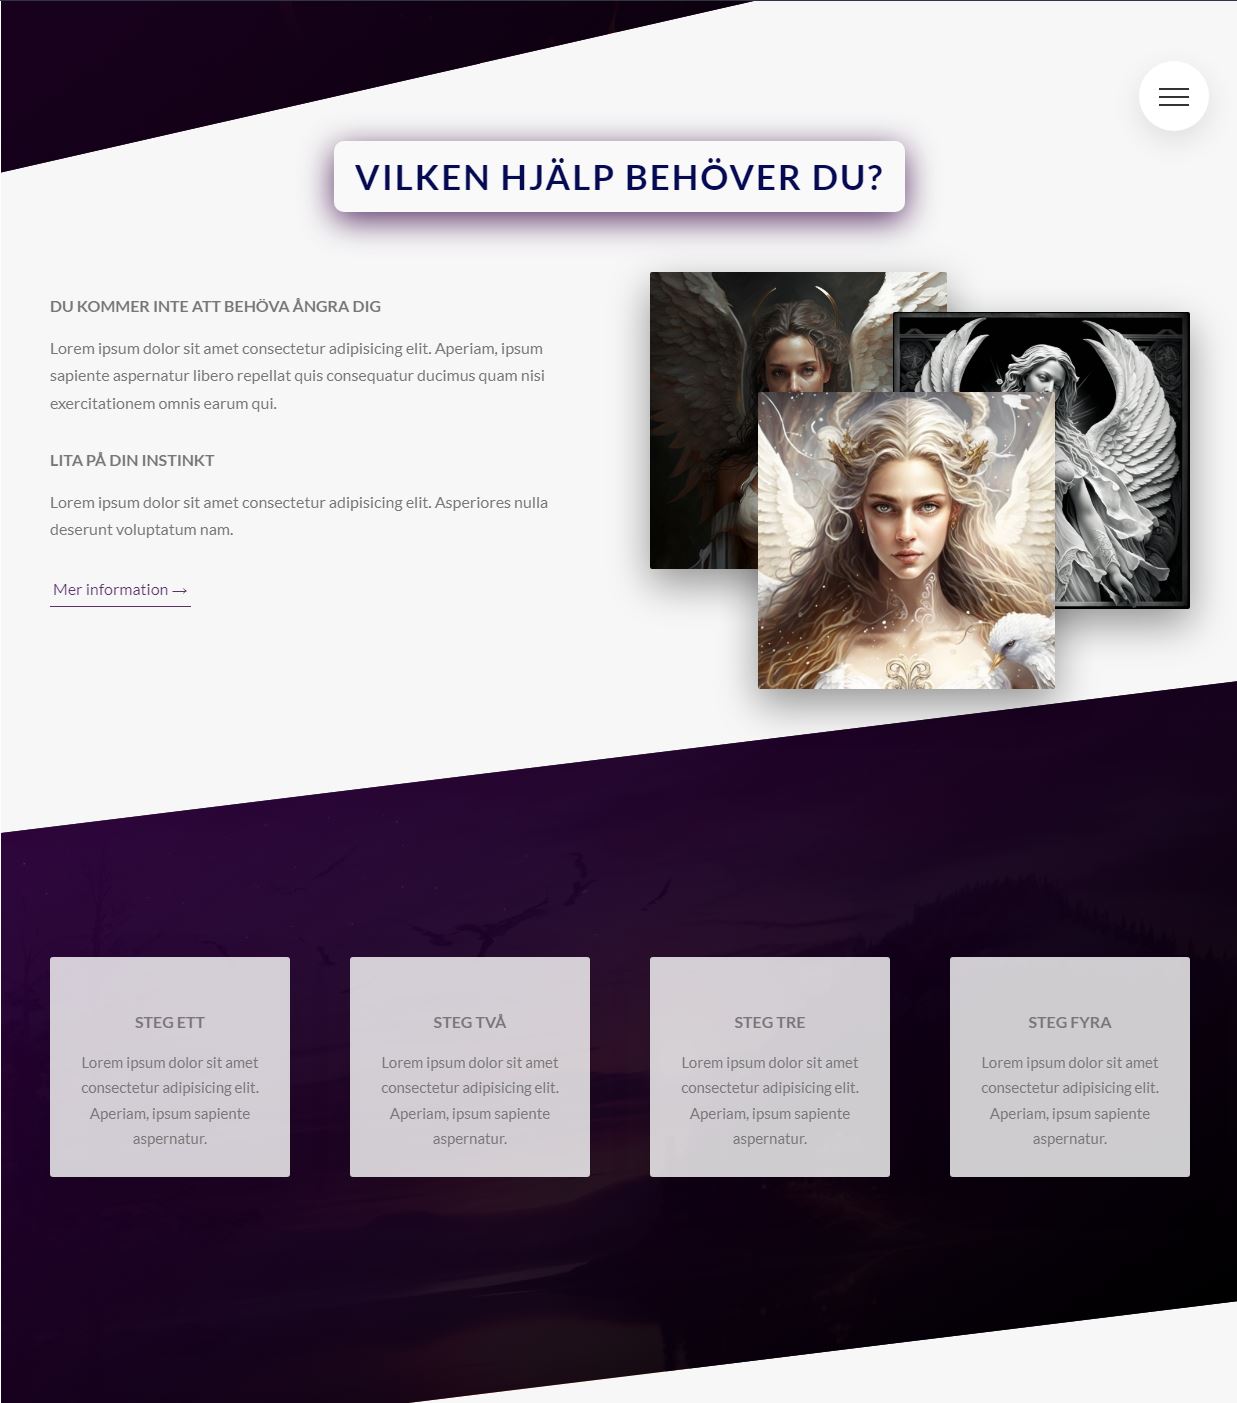 VILKEN HJÄLP BEHÖVER DU?
DU KOMMER INTE ATT BEHÖVA ÅNGRA DIG
Lorem ipsum dolor sit amet consectetur adipisicing elit. Aperiam, ipsum
sapiente aspernatur libero repellat quis consequatur ducimus quam nisi
exercitationem omnis earum qui.
LITA PÅ DIN INSTINKT
Lorem ipsum dolor sit amet consectetur adipisicing elit. Asperiores nulla
deserunt voluptatum nam.
Mer information →
STEG ETT
Lorem ipsum dolor sit amet
consectetur adipisicing elit.
Aperiam, ipsum sapiente
aspernatur.
STEG TVÅ
Lorem ipsum dolor sit amet
consectetur adipisicing elit.
Aperiam, ipsum sapiente
aspernatur.
STEG TRE
Lorem ipsum dolor sit amet
consectetur adipisicing elit.
Aperiam, ipsum sapiente
aspernatur.
STEG FYRA
Lorem ipsum dolor sit amet
consectetur adipisicing elit.
Aperiam, ipsum sapiente
aspernatur.